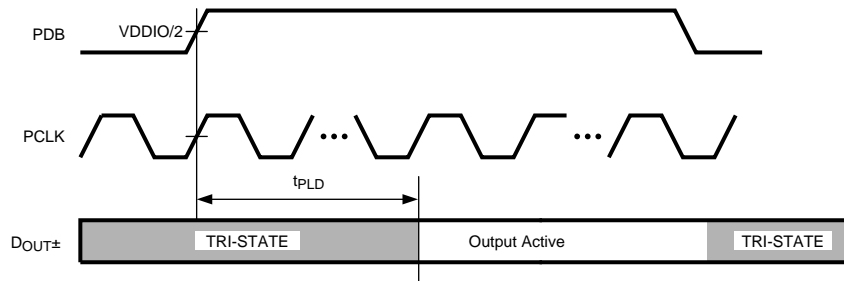 PDB
VDDIO/2
PCLK
tPLD
DOUT±
TRI-STATE
Output Active
TRI-STATE